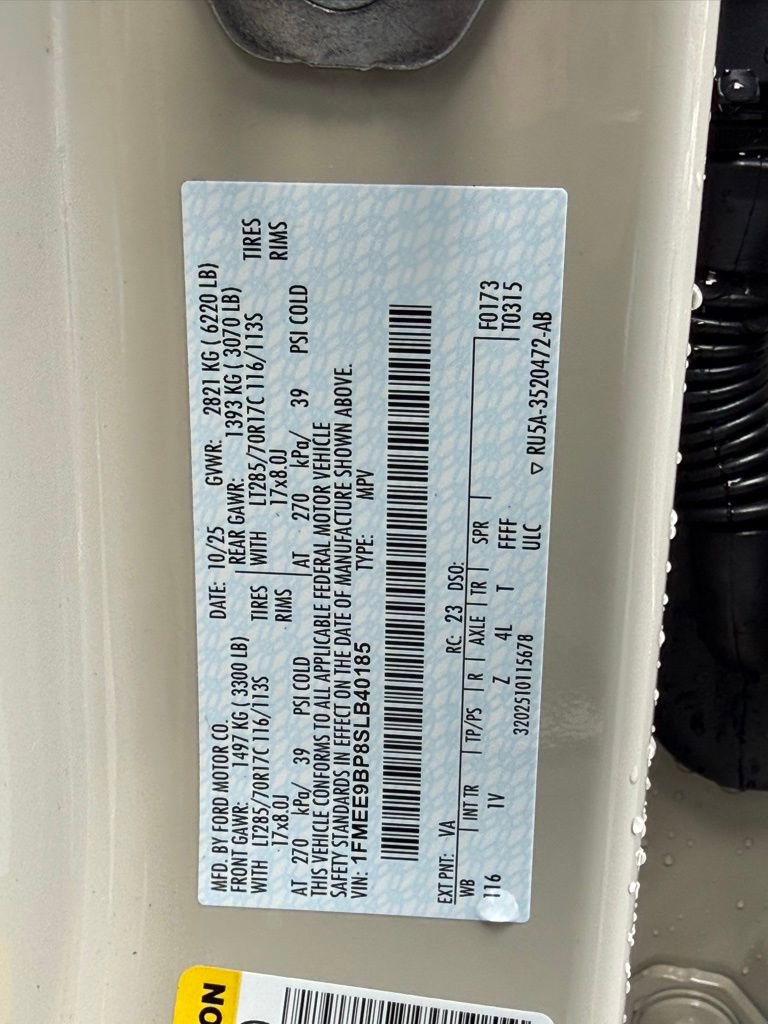 MFD. BY FORD MOTOR CO. DATE: 10/25 GVWR: 2821 KG ( 6220 LB)
FRONT GAWR: 1497 KG ( 3300 LB) REAR GAWR: 1393 KG ( 3070 LB)
WITH LT285/70R17C 116/113S TIRES WITH LT285/70R17C 116/113S TIRES
17x8.0J RIMS 17x8.0J RIMS
AT 270 kPa/ 39 PSI COLD AT 270 kPa/ 39 PSI COLD
THIS VEHICLE CONFORMS TO ALL APPLICABLE FEDERAL MOTOR VEHICLE
SAFETY STANDARDS IN EFFECT ON THE DATE OF MANUFACTURE SHOWN ABOVE.
VIN: 1FMEE9BP8SLB40185 TYPE: MPV
EXT PNT: VA RC: 23 DSO: F0173
WB INT TR TP/PS R AXLE TR SPR T0315
116 1V Z 4L T FFFF
3202510115678 ULC ▽ RU5A-3520472-AB
ON